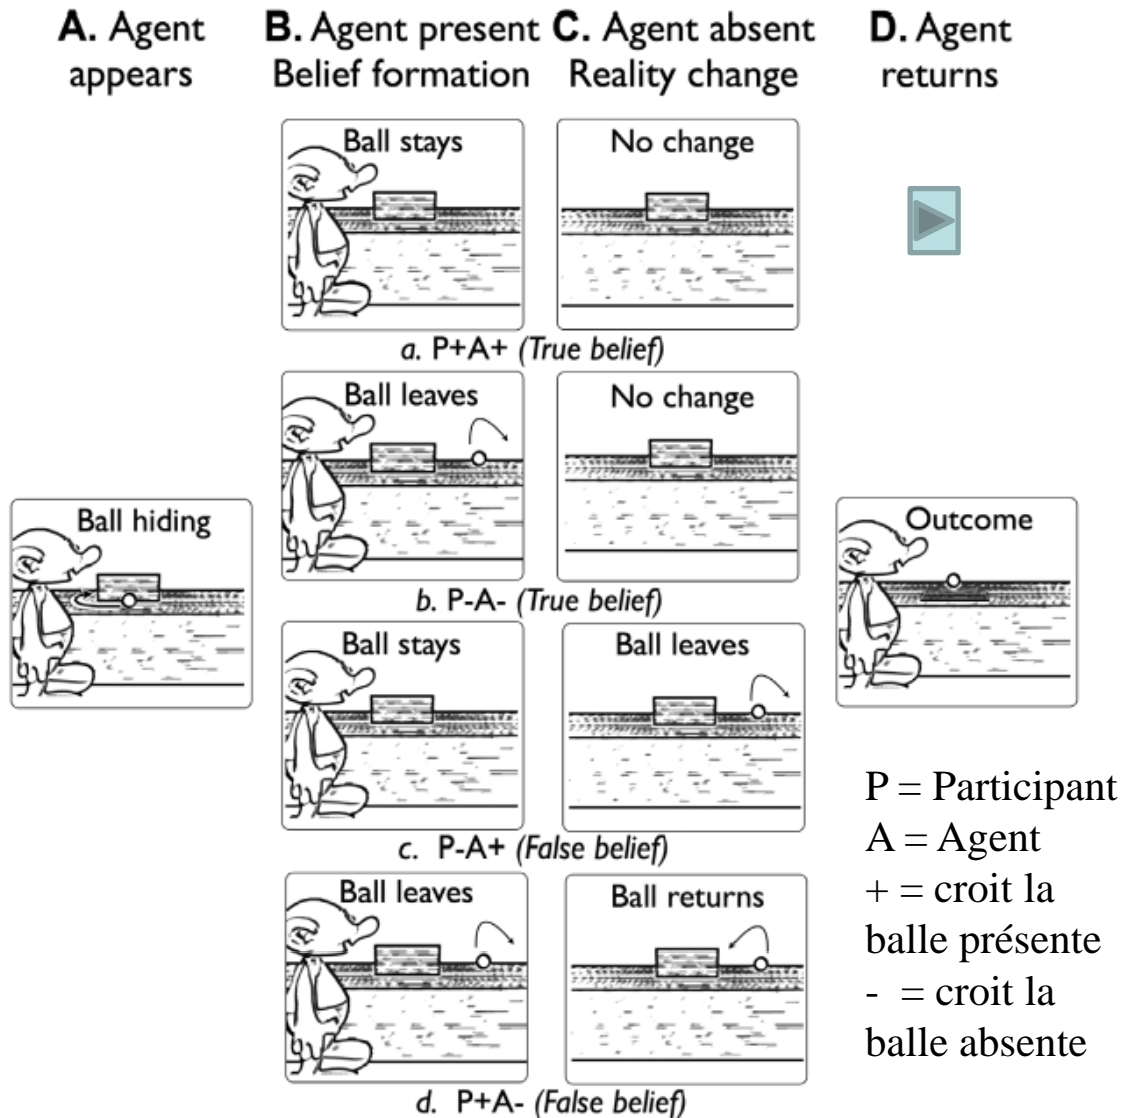 A. Agent appears
B. Agent present
Belief formation
C. Agent absent
Reality change
D. Agent
returns
Ball stays
No change
a. P+A+ (True belief)
Ball leaves
No change
b. P-A- (True belief)
Ball hiding
Outcome
Ball stays
Ball leaves
c. P-A+ (False belief)
Ball leaves
Ball returns
d. P+A- (False belief)
P = Participant
A = Agent
+ = croit la
balle présente
- = croit la
balle absente